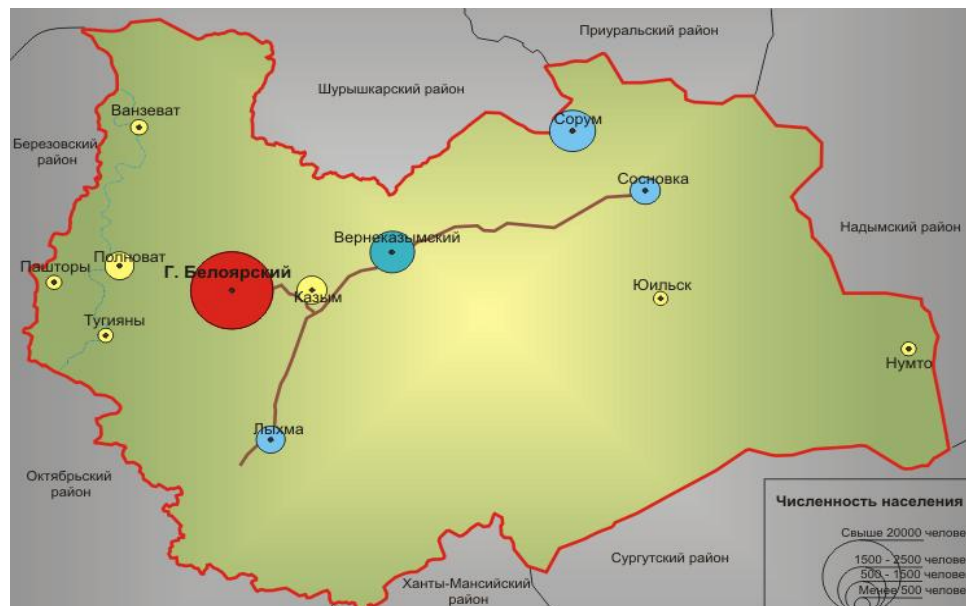 Приуральский район
Шурышкарский район
Ванзеват
Сорум
Березовский
район
Сосновка
Надымский район
Вернеказымский
Полноват
Пашторы
Г. Белоярский
Казым
Юильск
Тугияны
Нумто
Лыхма
Октябрьский
район
Численность населения
Свыше 20000 челове
1500 - 2500 челове
500 - 1500 челове
Менее 500 челове
Сургутский район
Ханты-Мансийский
район